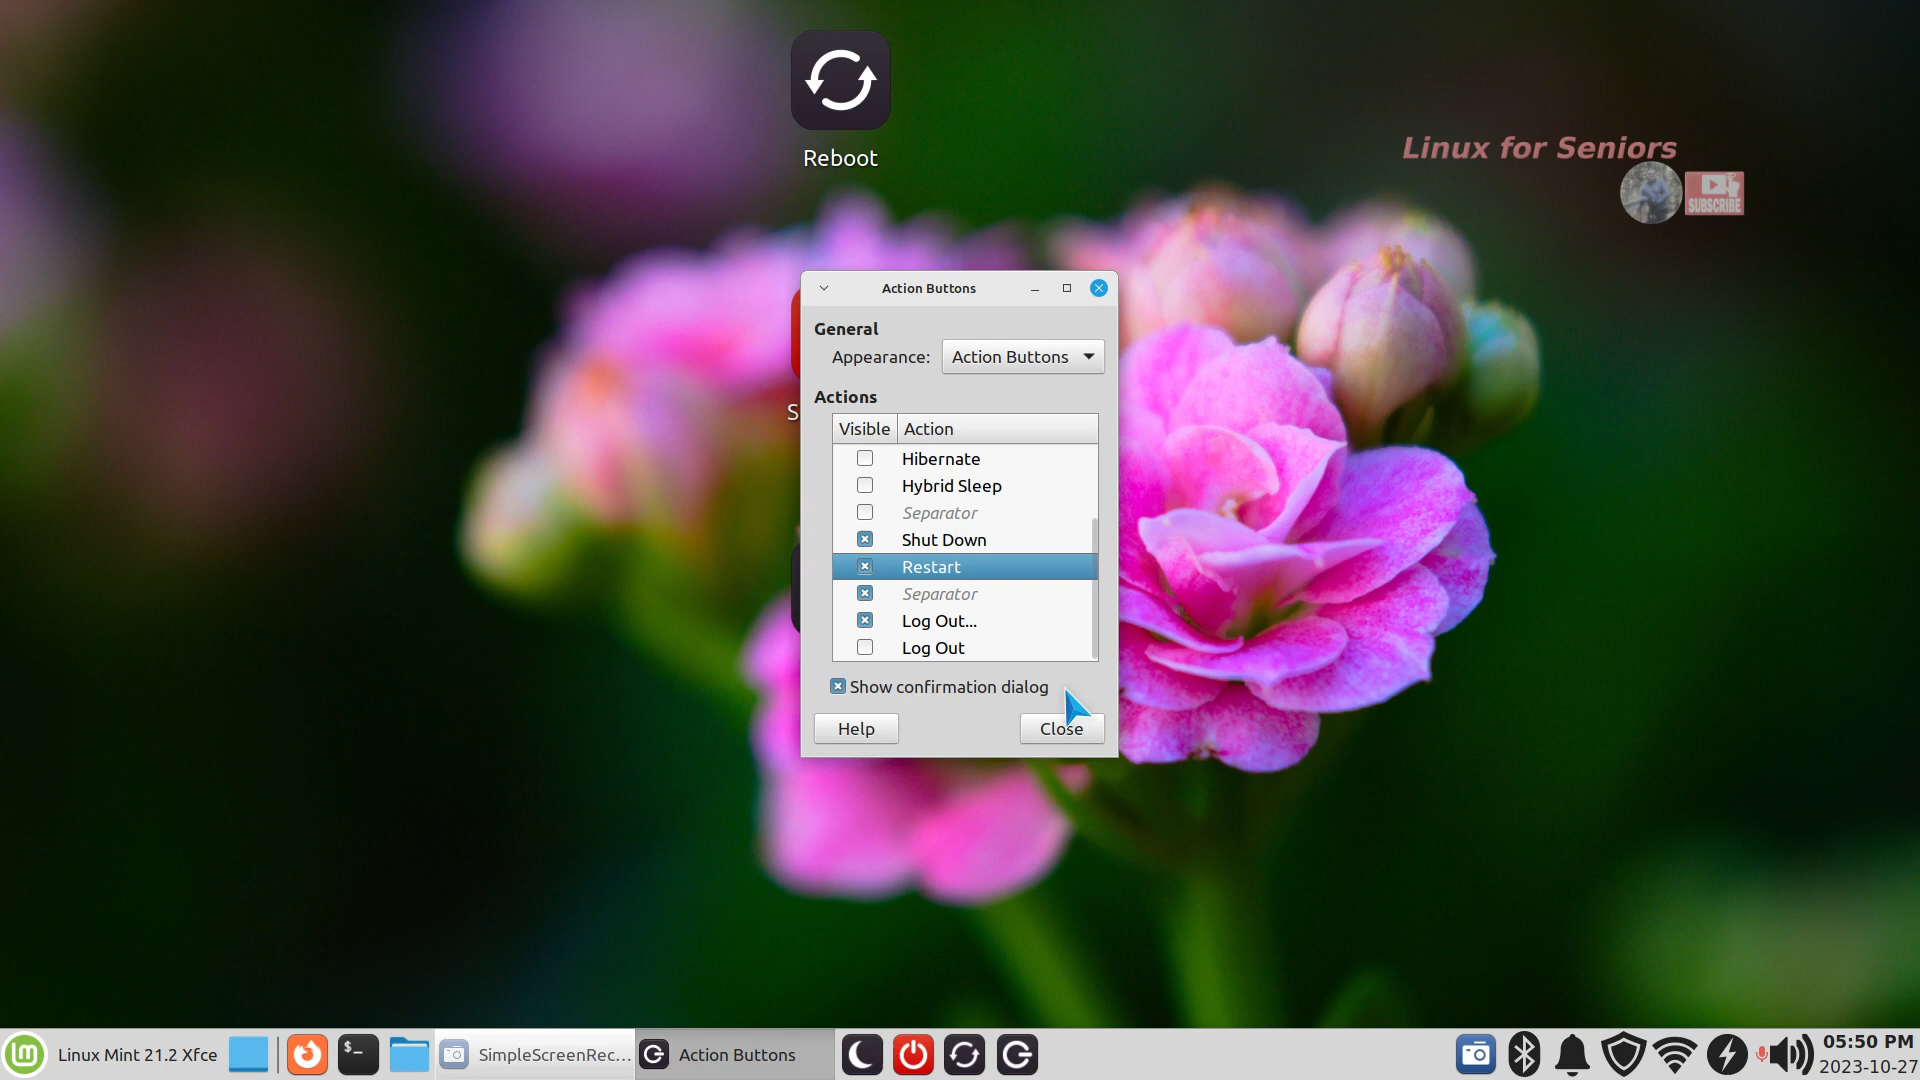 Reboot
Linux for Seniors
SUBSCRIBE
Action Buttons
General
Appearance: Action Buttons
S
Actions
Visible Action
Hibernate
Hybrid Sleep
Separator
Shut Down
Restart
Separator
Log Out...
Log Out
Show confirmation dialog
Help Close
Linux Mint 21.2 Xfce $_ SimpleScreenRec... Action Buttons
05:50 PM
2023-10-27